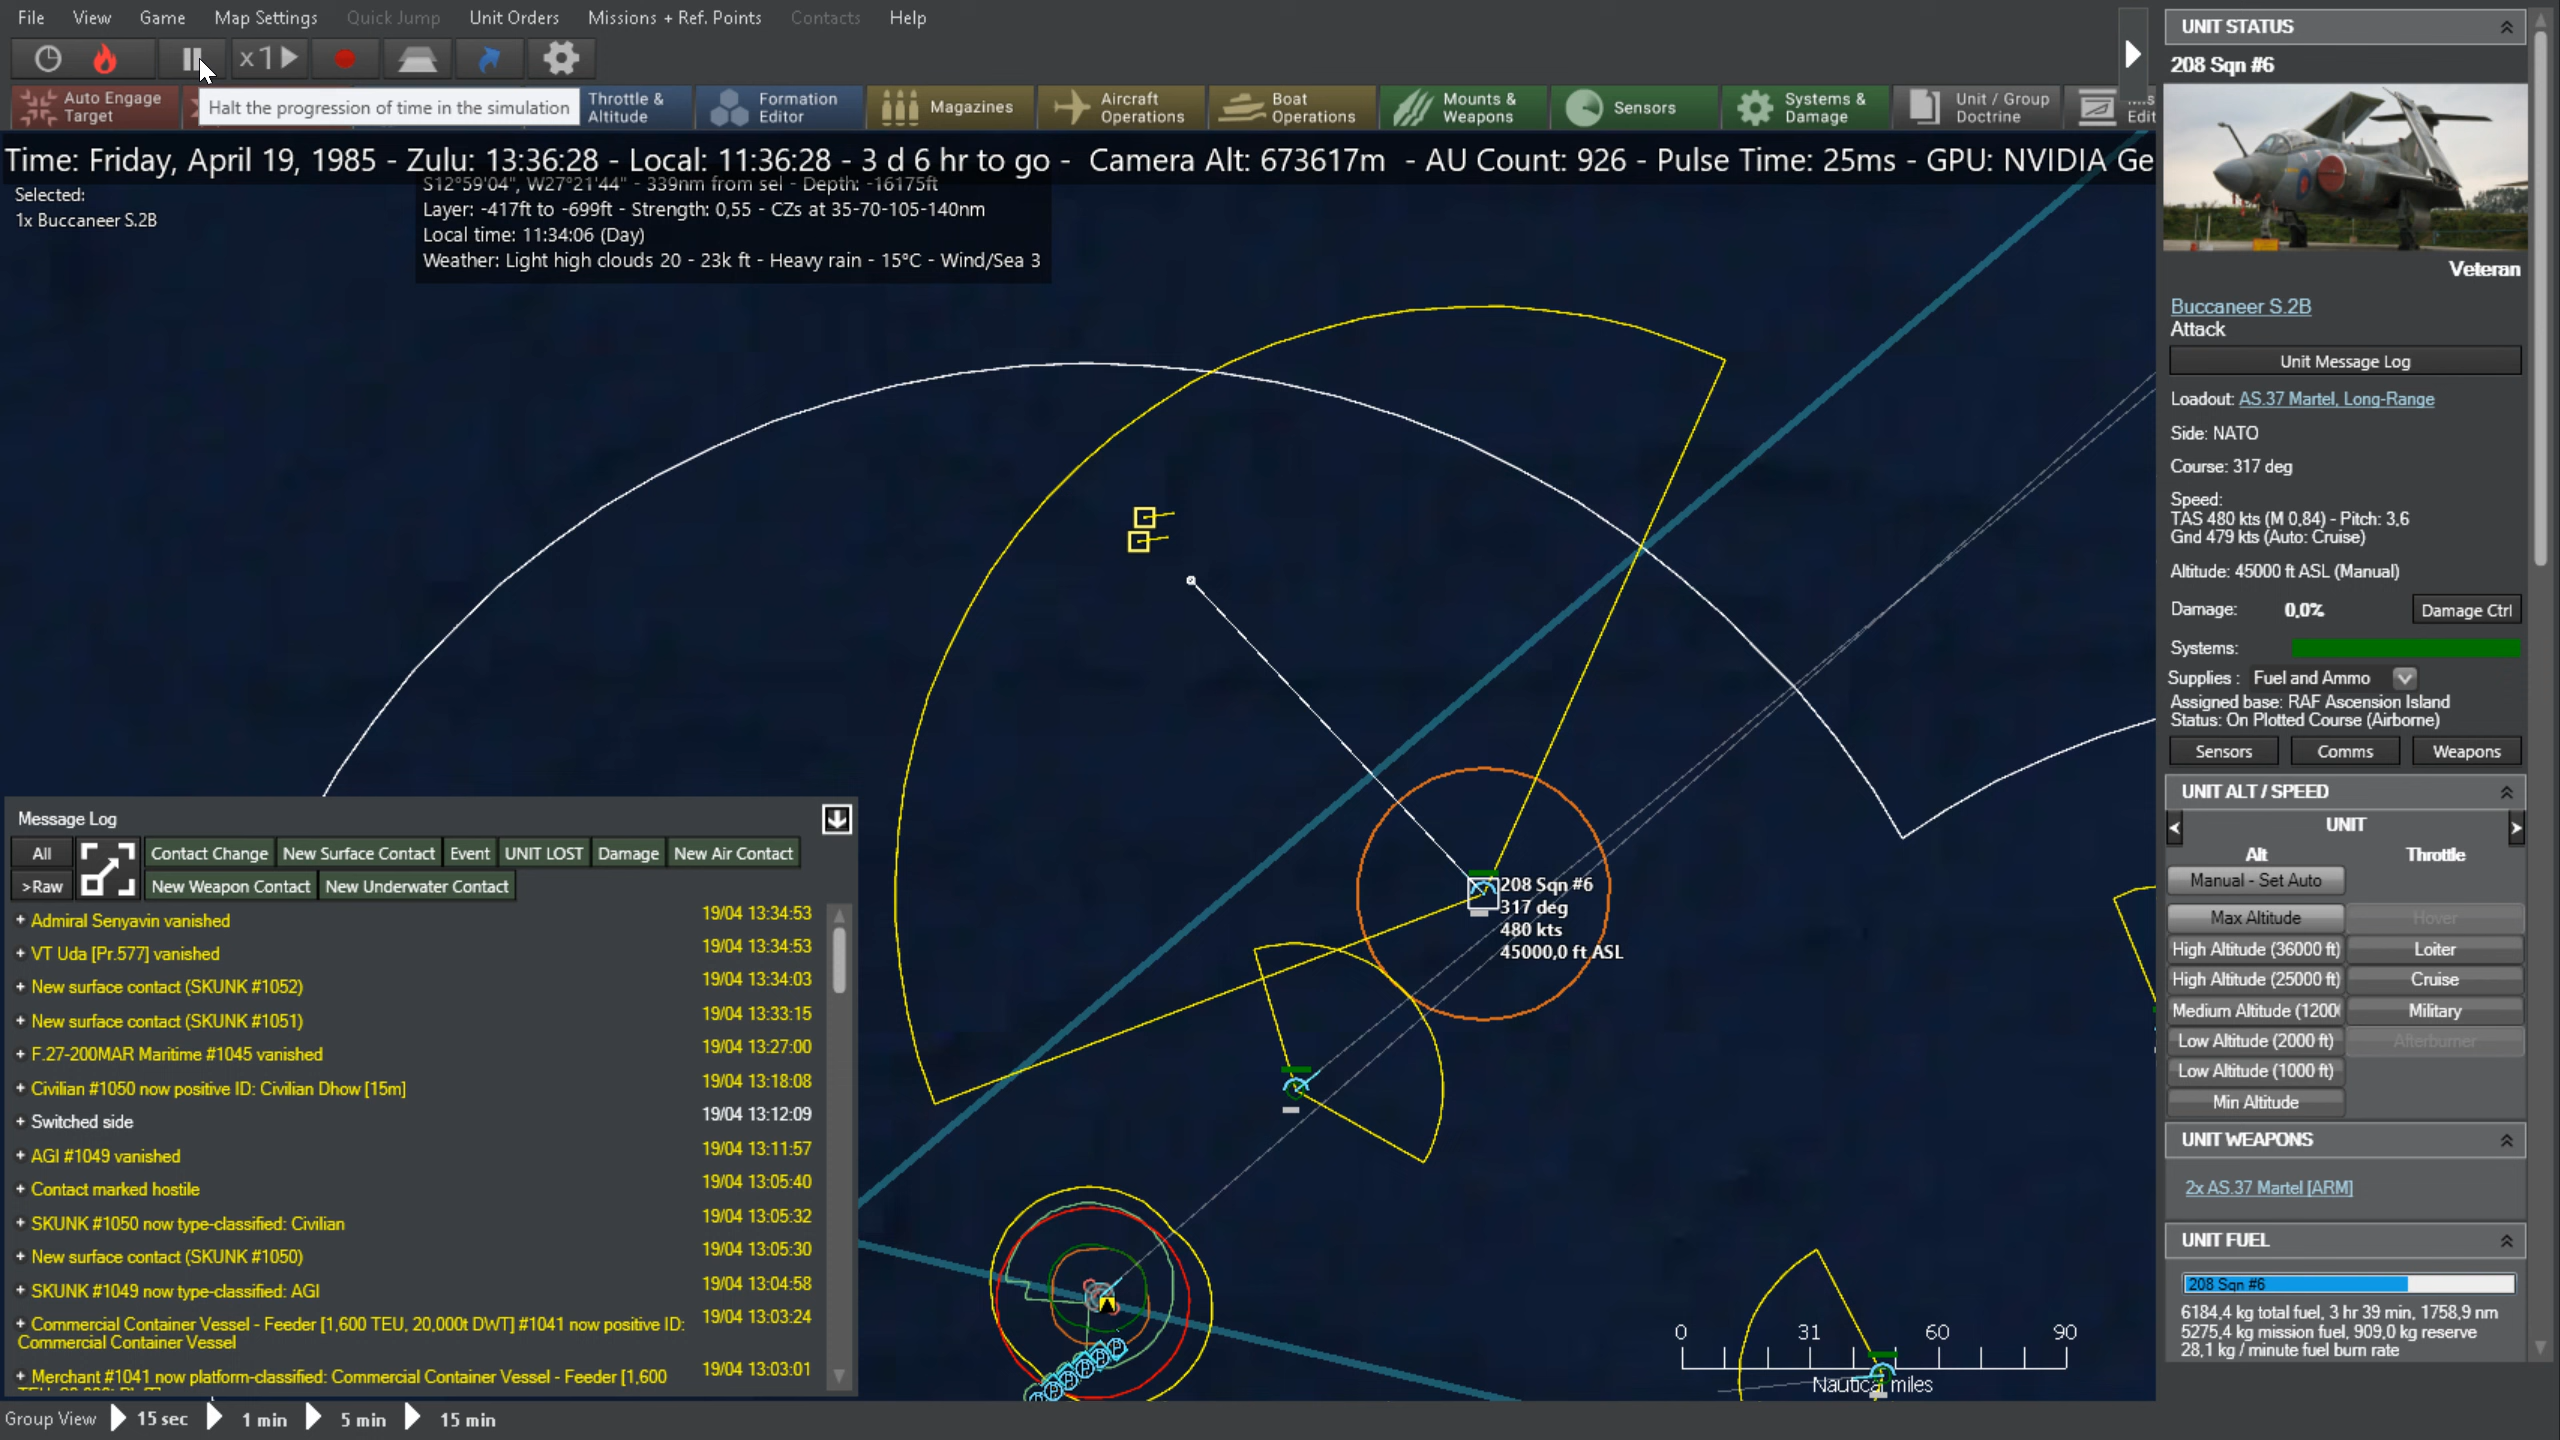 File View Game Map Settings Quick Jump Unit Orders Missions + Ref. Points Contacts Help
x1
Auto Engage Target
Halt the progression of time in the simulation
Throttle & Altitude
Formation Editor
Magazines
Aircraft Operations
Boat Operations
Mounts & Weapons
Sensors
Systems & Damage
Unit / Group Doctrine
Time: Friday, April 19, 1985 - Zulu: 13:36:28 - Local: 11:36:28 - 3 d 6 hr to go - Camera Alt: 673617m - AU Count: 926 - Pulse Time: 25ms - GPU: NVIDIA Ge
Selected:
1x Buccaneer S.2B
S12°59'04", W27°21'44" - 339nm from sel - Depth: -16175ft
Layer: -417ft to -699ft - Strength: 0,55 - CZs at 35-70-105-140nm
Local time: 11:34:06 (Day)
Weather: Light high clouds 20 - 23k ft - Heavy rain - 15°C - Wind/Sea 3
208 Sqn #6
317 deg
480 kts
45000,0 ft ASL
0 31 60 90
Nautical miles
Message Log
All
>Raw
Contact Change New Surface Contact Event UNIT LOST Damage New Air Contact
New Weapon Contact New Underwater Contact
+ Admiral Senyavin vanished 19/04 13:34:53
+ VT Uda [Pr.577] vanished 19/04 13:34:53
+ New surface contact (SKUNK #1052) 19/04 13:34:03
+ New surface contact (SKUNK #1051) 19/04 13:33:15
+ F.27-200MAR Maritime #1045 vanished 19/04 13:27:00
+ Civilian #1050 now positive ID: Civilian Dhow [15m] 19/04 13:18:08
+ Switched side 19/04 13:12:09
+ AGI #1049 vanished 19/04 13:11:57
+ Contact marked hostile 19/04 13:05:40
+ SKUNK #1050 now type-classified: Civilian 19/04 13:05:32
+ New surface contact (SKUNK #1050) 19/04 13:05:30
+ SKUNK #1049 now type-classified: AGI 19/04 13:04:58
+ Commercial Container Vessel - Feeder [1,600 TEU, 20,000t DWT] #1041 now positive ID: 19/04 13:03:24
Commercial Container Vessel
+ Merchant #1041 now platform-classified: Commercial Container Vessel - Feeder [1,600 19/04 13:03:01
Group View 15 sec 1 min 5 min 15 min
UNIT STATUS
208 Sqn #6
Veteran
Buccaneer S.2B
Attack
Unit Message Log
Loadout: AS.37 Martel, Long-Range
Side: NATO
Course: 317 deg
Speed:
TAS 480 kts (M 0,84) - Pitch: 3,6
Gnd 479 kts (Auto: Cruise)
Altitude: 45000 ft ASL (Manual)
Damage: 0,0% Damage Ctrl
Systems:
Supplies : Fuel and Ammo
Assigned base: RAF Ascension Island
Status: On Plotted Course (Airborne)
Sensors Comms Weapons
UNIT ALT / SPEED
< UNIT >
Alt Throttle
Manual - Set Auto
Max Altitude Hover
High Altitude (36000 ft) Loiter
High Altitude (25000 ft) Cruise
Medium Altitude (1200 Military
Low Altitude (2000 ft) Afterburner
Low Altitude (1000 ft)
Min Altitude
UNIT WEAPONS
2x AS.37 Martel [ARM]
UNIT FUEL
208 Sqn #6
6184,4 kg total fuel, 3 hr 39 min, 1758,9 nm
5275,4 kg mission fuel, 909,0 kg reserve
28,1 kg / minute fuel burn rate